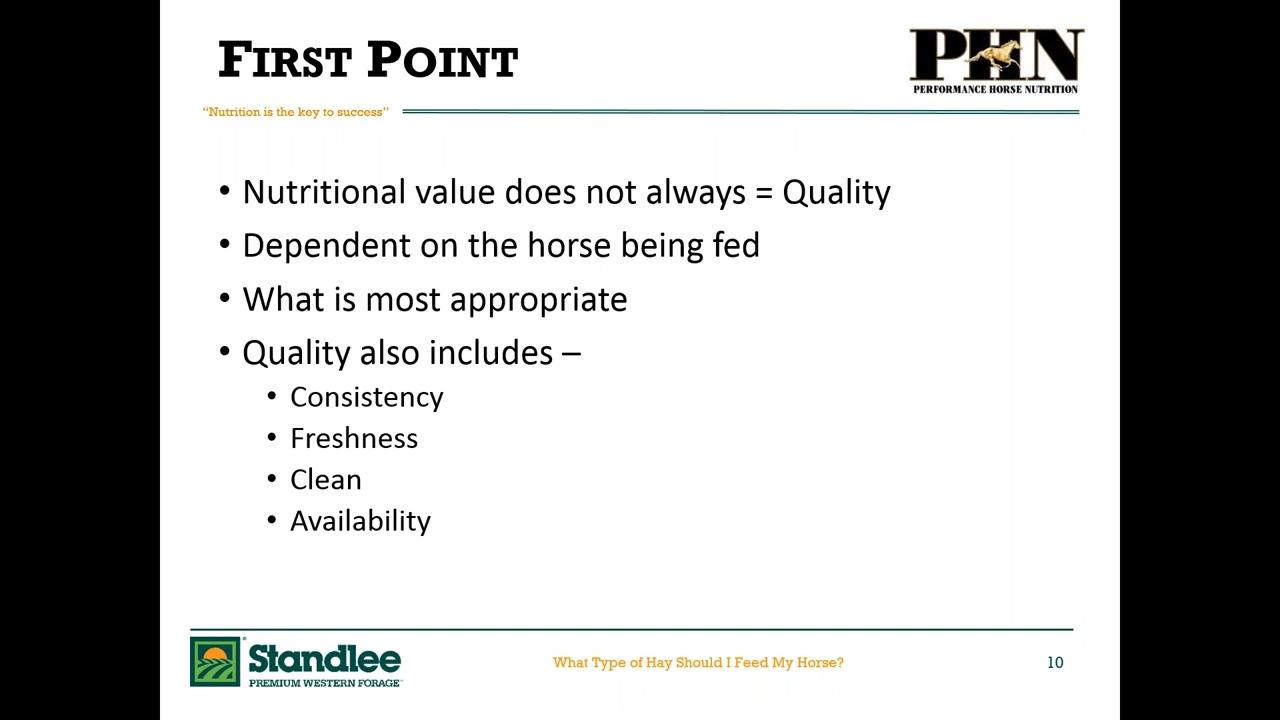 FIRST POINT
PHN
PERFORMANCE HORSE NUTRITION
“Nutrition is the key to success”
• Nutritional value does not always = Quality
• Dependent on the horse being fed
• What is most appropriate
• Quality also includes –
• Consistency
• Freshness
• Clean
• Availability
Standlee®
PREMIUM WESTERN FORAGE™
What Type of Hay Should I Feed My Horse?
10